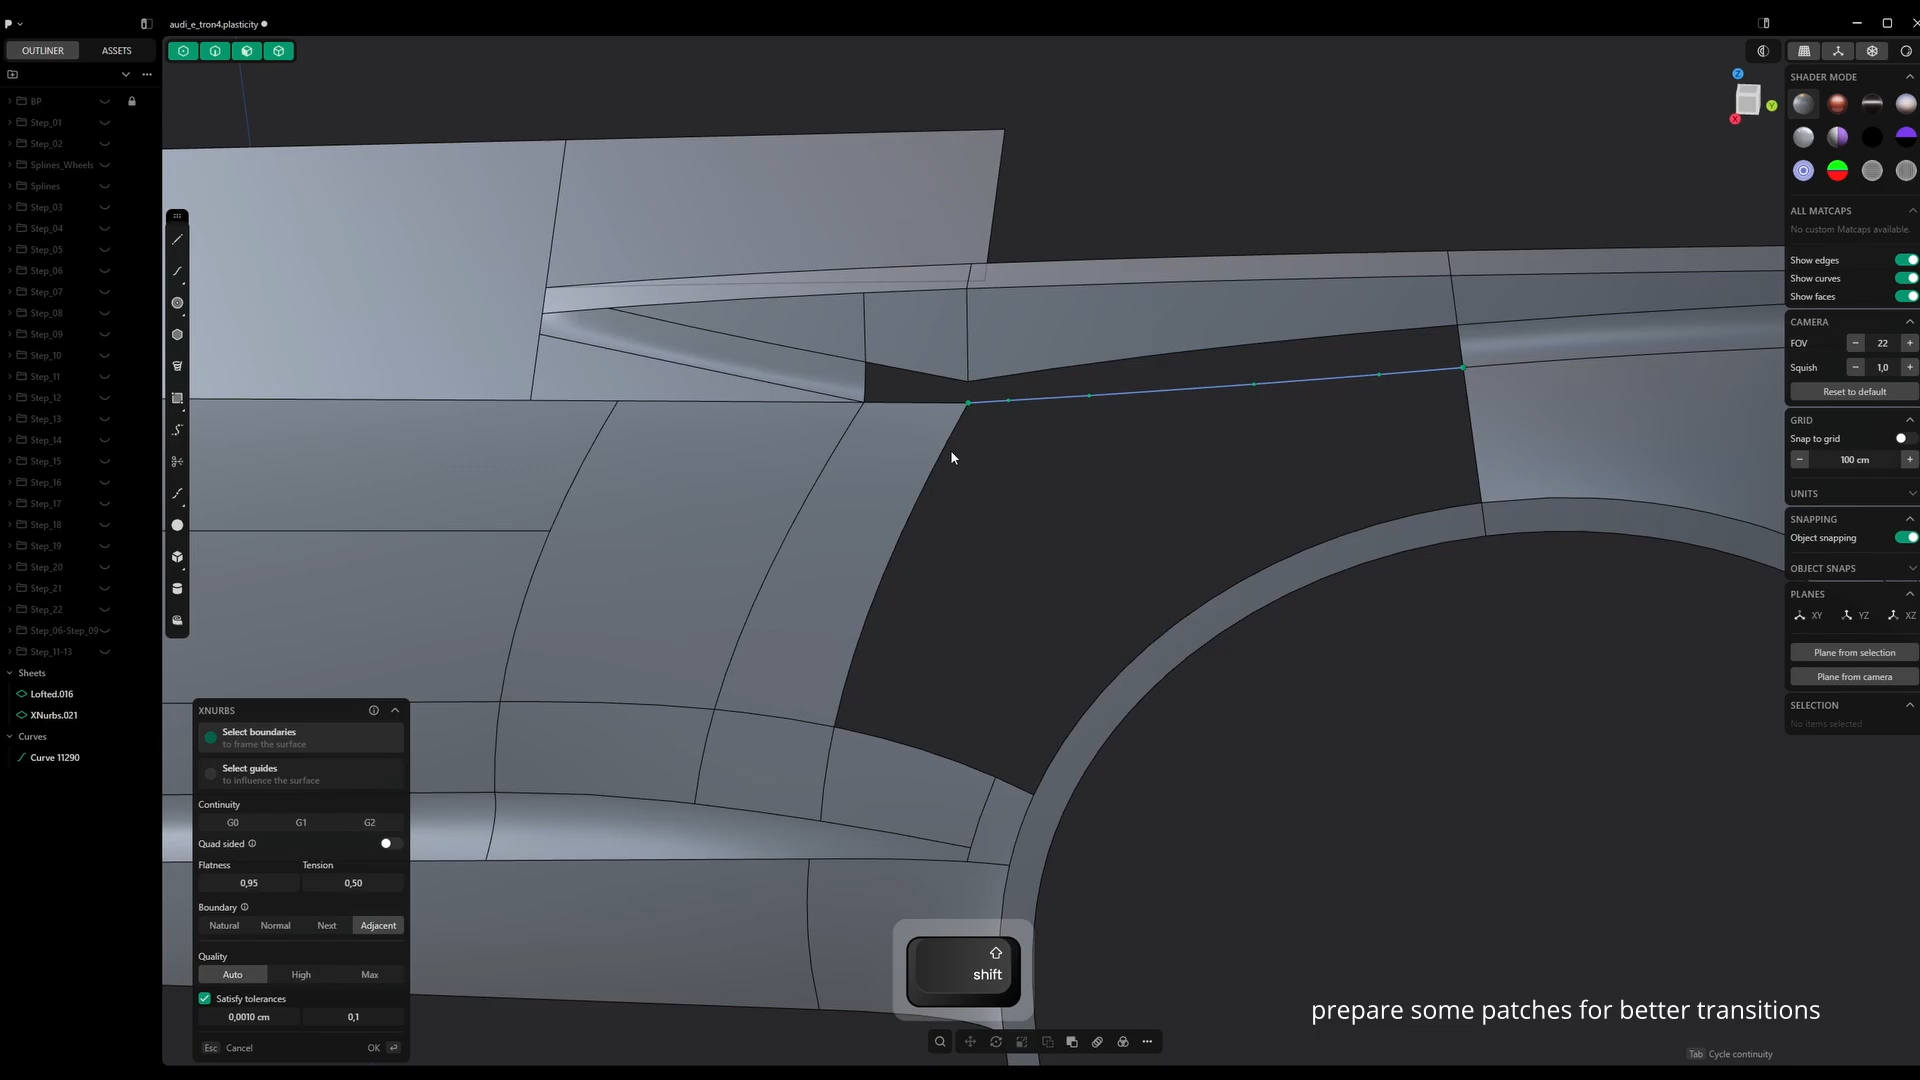 audi_e_tron4.plasticity
OUTLINER
ASSETS
BP
Step_01
Step_02
Splines_Wheels
Splines
Step_03
Step_04
Step_05
Step_06
Step_07
Step_08
Step_09
Step_10
Step_11
Step_12
Step_13
Step_14
Step_15
Step_16
Step_17
Step_18
Step_19
Step_20
Step_21
Step_22
Step_06-Step_09
Step_11-13
Sheets
Lofted.016
XNurbs.021
Curves
Curve 11290
XNURBS
Select boundaries
to frame the surface
Select guides
to influence the surface
Continuity
G0 G1 G2
Quad sided
Flatness Tension
0,95 0,50
Boundary
Natural Normal Next Adjacent
Quality
Auto High Max
Satisfy tolerances
0,0010 cm 0,1
Esc Cancel OK
shift
prepare some patches for better transitions
Tab Cycle continuity
Z
Y
X
SHADER MODE
ALL MATCAPS
No custom Matcaps available.
Show edges
Show curves
Show faces
CAMERA
FOV 22
Squish 1,0
Reset to default
GRID
Snap to grid
100 cm
UNITS
SNAPPING
Object snapping
OBJECT SNAPS
PLANES
XY YZ XZ
Plane from selection
Plane from camera
SELECTION
No items selected